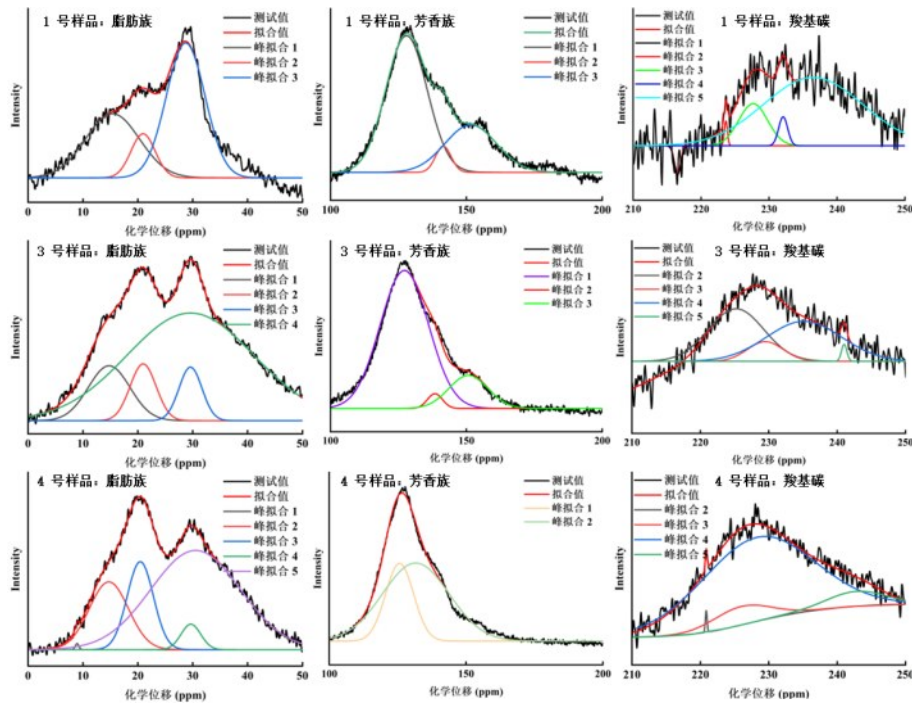 1 号样品: 脂肪族
测试值
拟合值
峰拟合 1
峰拟合 2
峰拟合 3
Intensity
0 10 20 30 40 50
化学位移 (ppm)
1 号样品: 芳香族
测试值
拟合值
峰拟合 1
峰拟合 2
峰拟合 3
Intensity
100 150 200
化学位移 (ppm)
1 号样品: 羧基碳
测试值
拟合值
峰拟合 1
峰拟合 2
峰拟合 3
峰拟合 4
峰拟合 5
Intensity
210 220 230 240 250
化学位移 (ppm)
3 号样品: 脂肪族
测试值
拟合值
峰拟合 1
峰拟合 2
峰拟合 3
峰拟合 4
Intensity
0 10 20 30 40 50
化学位移 (ppm)
3 号样品: 芳香族
测试值
拟合值
峰拟合 1
峰拟合 2
峰拟合 3
Intensity
100 150 200
化学位移 (ppm)
3 号样品: 羧基碳
测试值
拟合值
峰拟合 2
峰拟合 3
峰拟合 4
峰拟合 5
Intensity
210 220 230 240 250
化学位移 (ppm)
4 号样品: 脂肪族
测试值
拟合值
峰拟合 1
峰拟合 2
峰拟合 3
峰拟合 4
峰拟合 5
Intensity
0 10 20 30 40 50
化学位移 (ppm)
4 号样品: 芳香族
测试值
拟合值
峰拟合 1
峰拟合 2
Intensity
100 150 200
化学位移 (ppm)
4 号样品: 羧基碳
测试值
拟合值
峰拟合 2
峰拟合 3
峰拟合 4
峰拟合 5
Intensity
210 220 230 240 250
化学位移 (ppm)